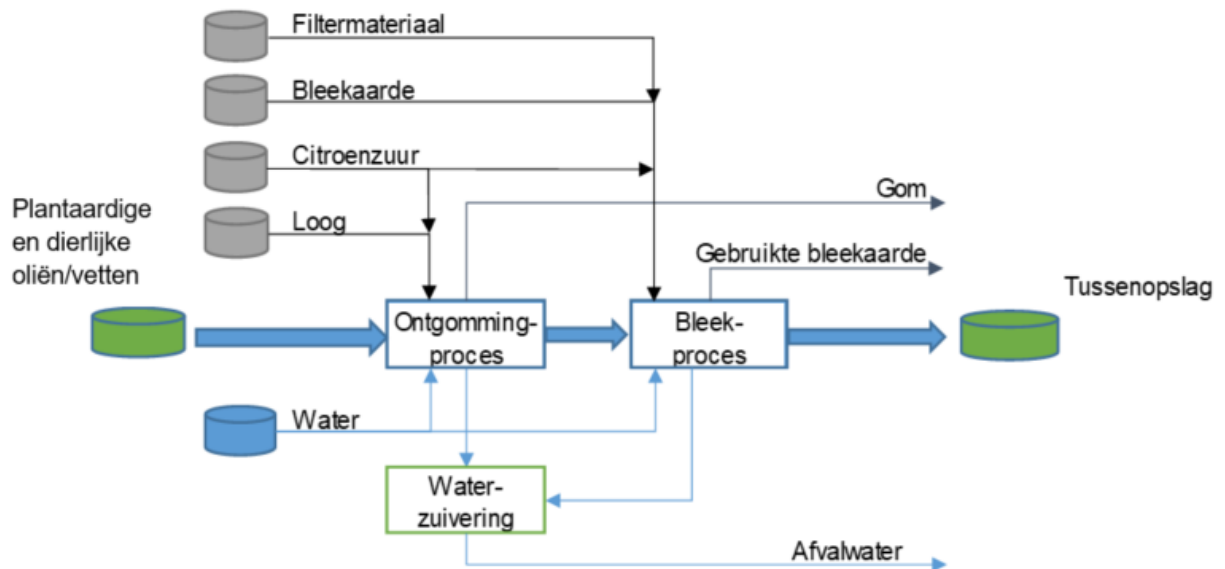 Filtermateriaal
Bleekaarde
Citroenzuur
Loog
Plantaardige
en dierlijke
oliën/vetten
Gom
Gebruikte bleekaarde
Tussenopslag
Ontgomming-
proces
Bleek-
proces
Water
Water-
zuivering
Afvalwater